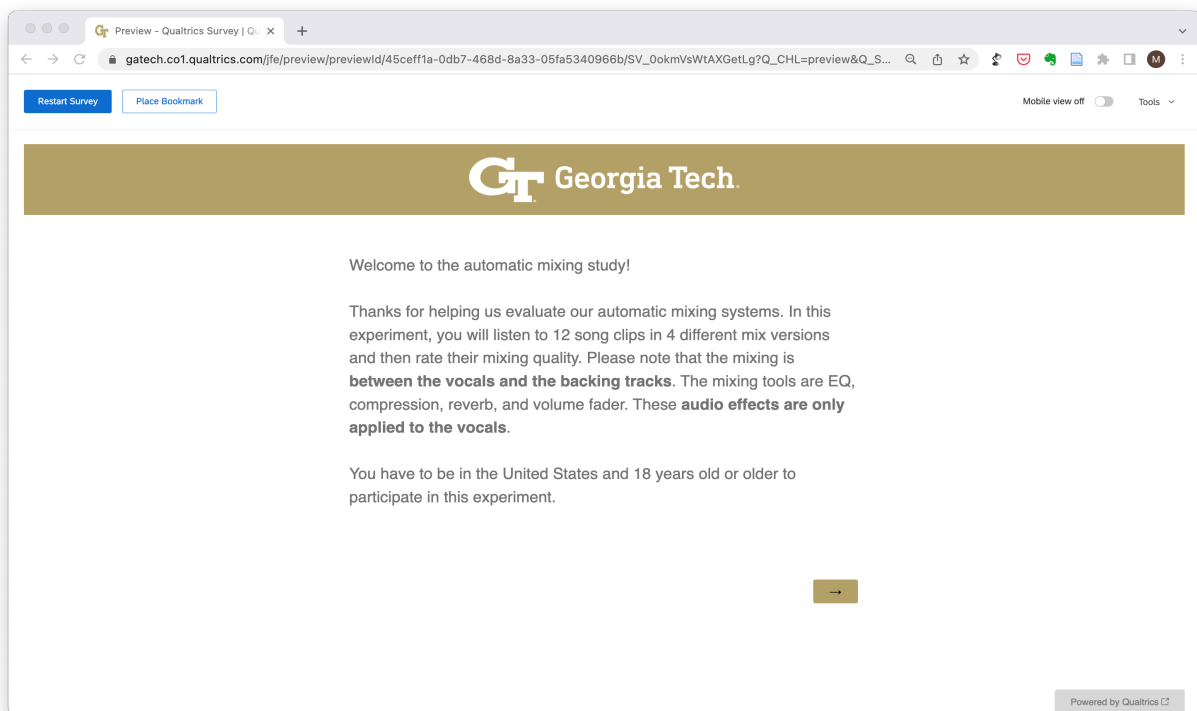 Preview - Qualtrics Survey | Qu
gatech.co1.qualtrics.com/jfe/preview/previewId/45ceff1a-0db7-468d-8a33-05fa5340966b/SV_0okmVsWtAXGetLg?Q_CHL=preview&Q_S...
M
Restart Survey
Place Bookmark
Mobile view off
Tools
GT Georgia Tech.
Welcome to the automatic mixing study!
Thanks for helping us evaluate our automatic mixing systems. In this
experiment, you will listen to 12 song clips in 4 different mix versions
and then rate their mixing quality. Please note that the mixing is
between the vocals and the backing tracks. The mixing tools are EQ,
compression, reverb, and volume fader. These audio effects are only
applied to the vocals.
You have to be in the United States and 18 years old or older to
participate in this experiment.
→
Powered by Qualtrics